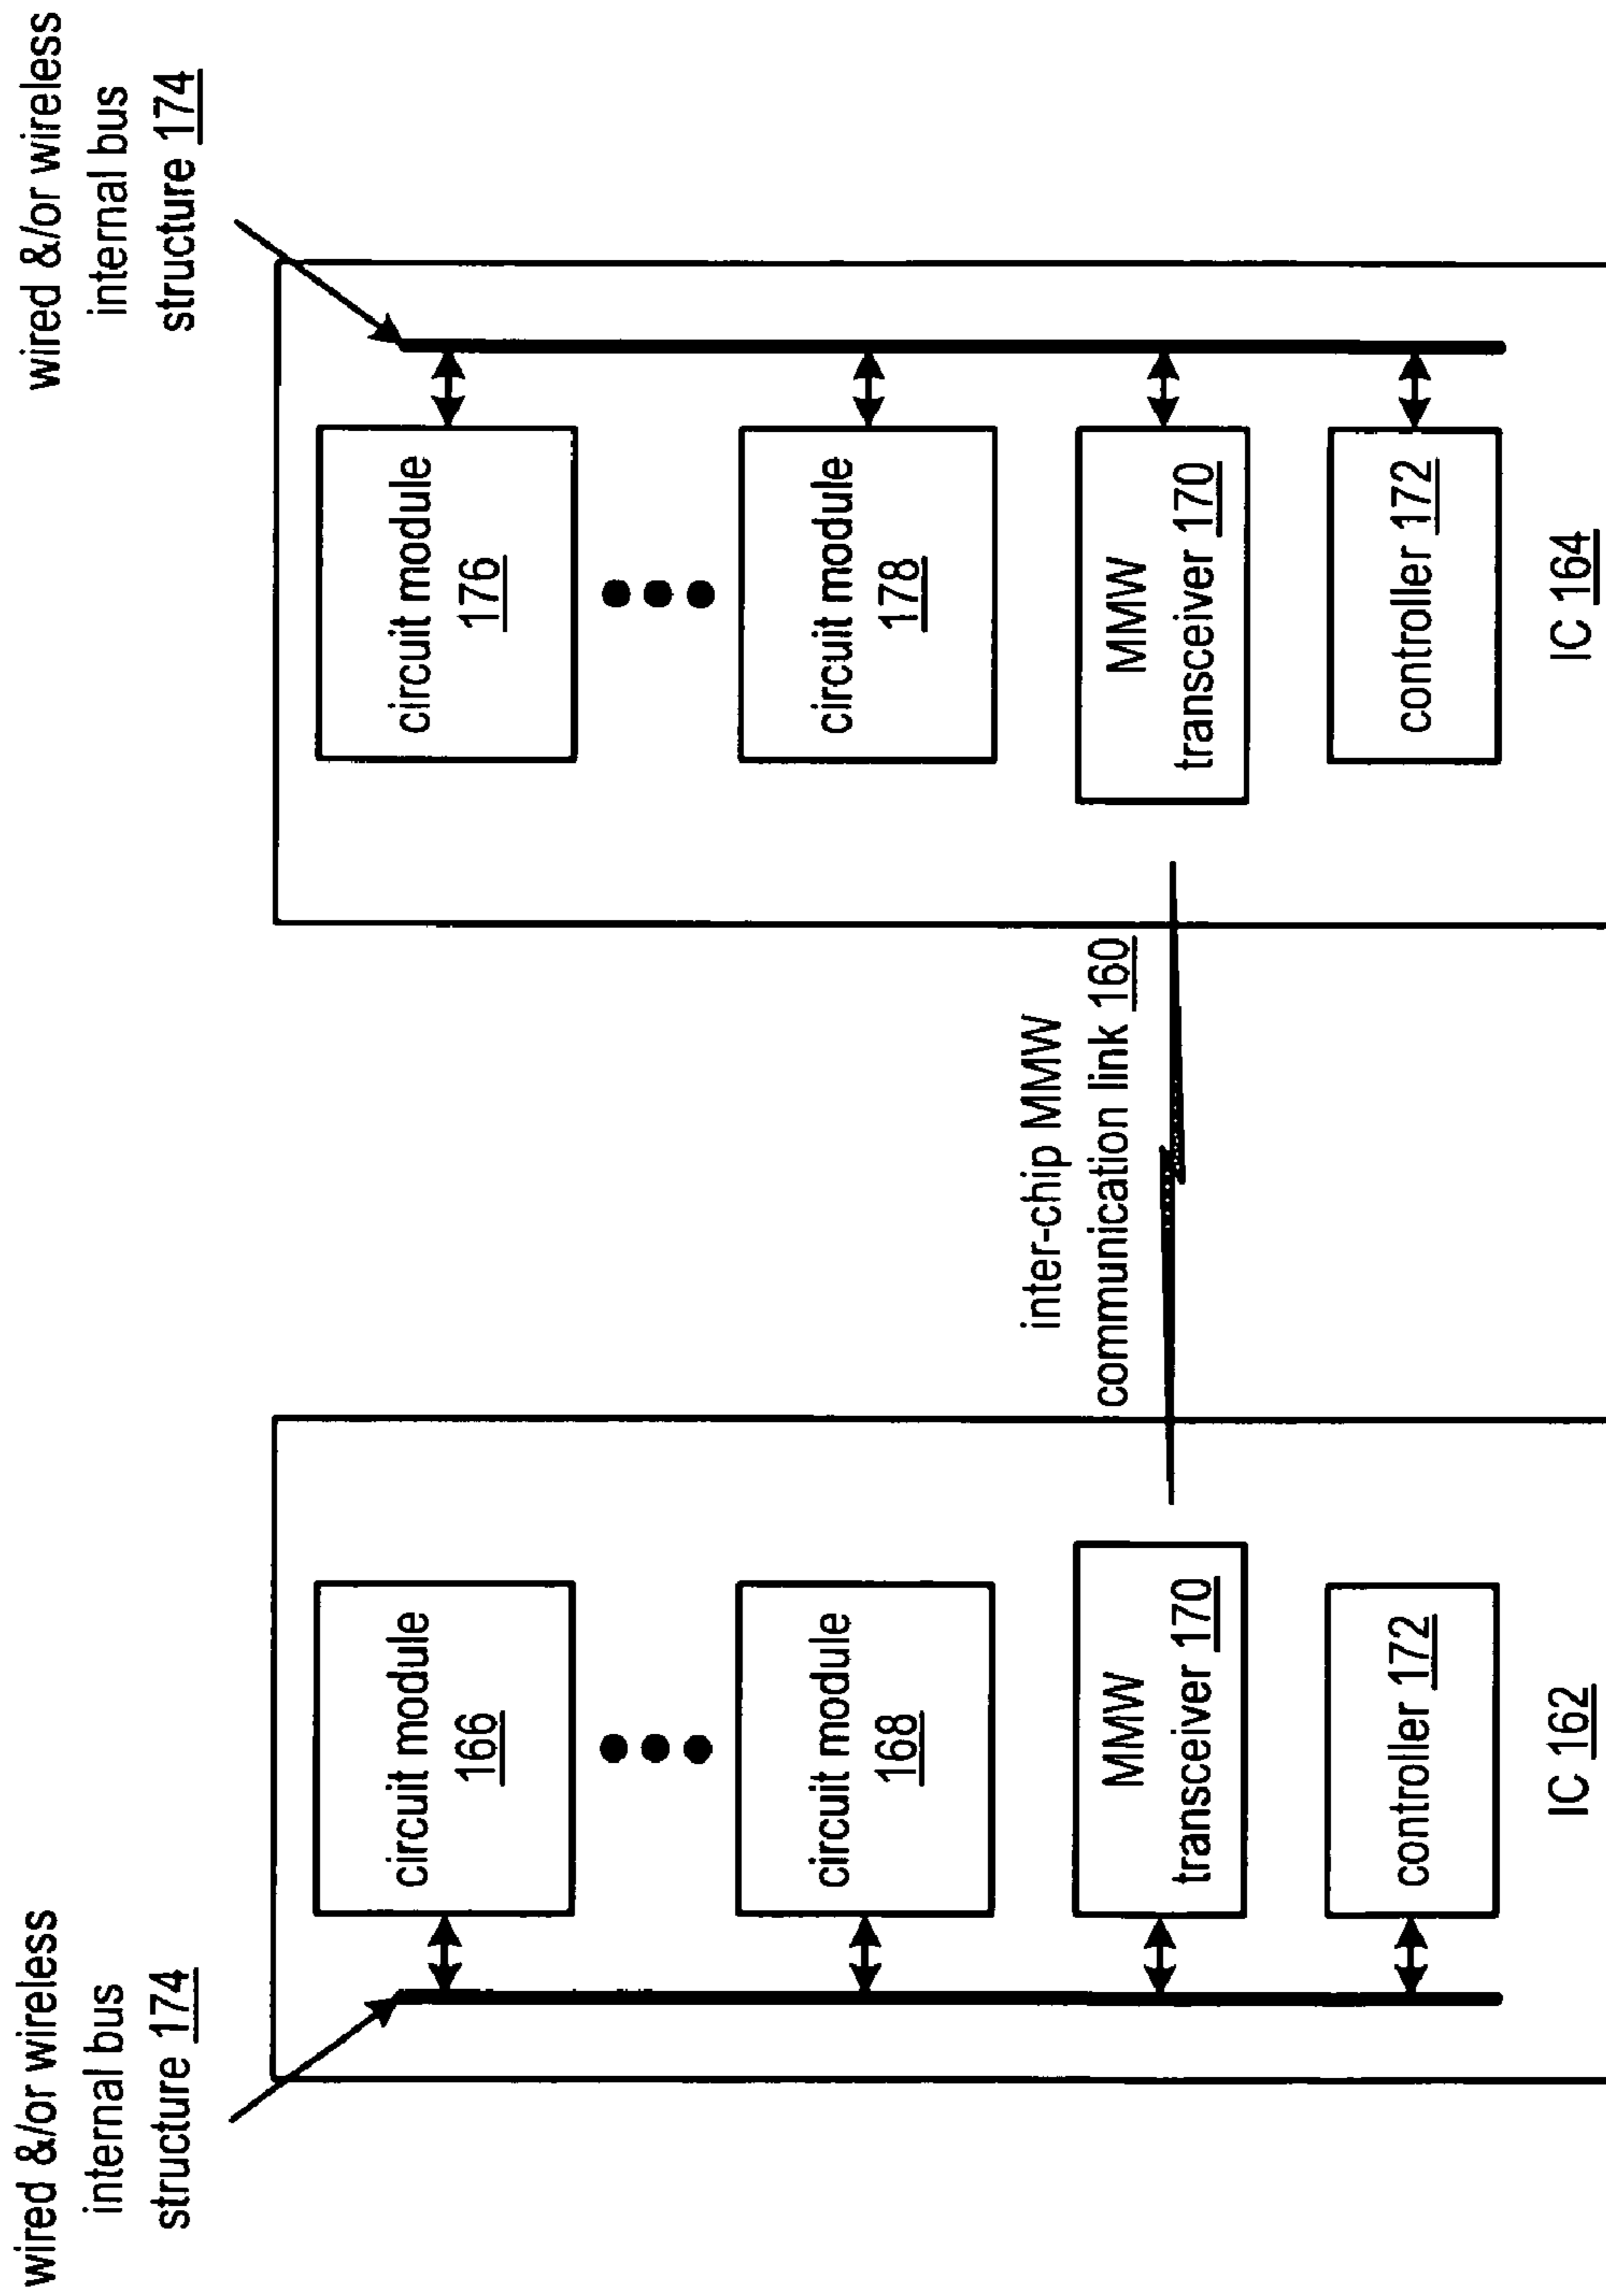 wired &/or wireless
internal bus
structure 174
circuit module
166
circuit module
168
MMW
transceiver 170
controller 172
IC 162
inter-chip MMW
communication link 160
wired &/or wireless
internal bus
structure 174
circuit module
176
circuit module
178
MMW
transceiver 170
controller 172
IC 164